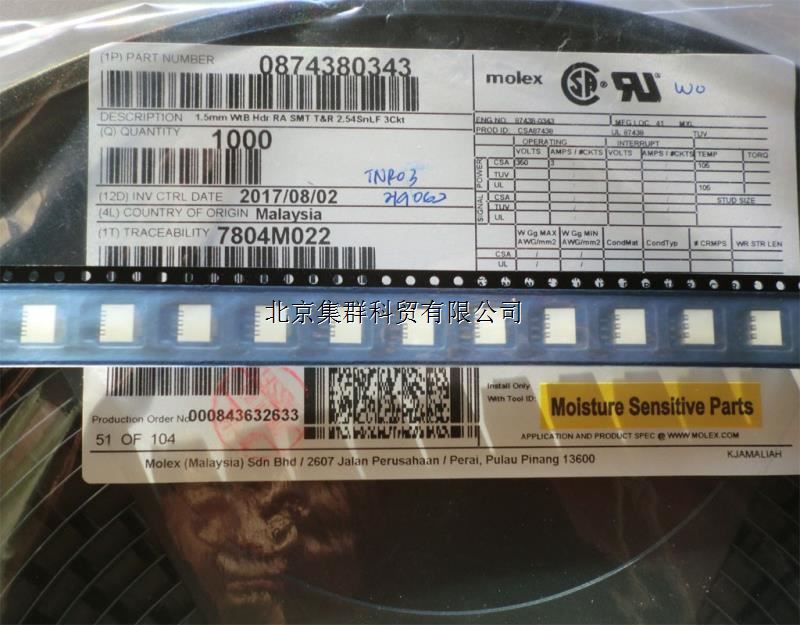 (1P) PART NUMBER 0874380343
DESCRIPTION 1.5mm WtB Hdr RA SMT T&R 2.54SnLF 3Ckt
(Q) QUANTITY 1000
(12D) INV CTRL DATE 2017/08/02
(4L) COUNTRY OF ORIGIN Malaysia
(1T) TRACEABILITY 7804M022
TNR03
molex
WO
ENG NO. 87438-0343 MFG LOC. 41 MXL
PROD ID: CSA87438 UL 87438 TUV
OPERATING INTERRUPT
VOLTS AMPS / #CKTS VOLTS AMPS / #CKTS TEMP TORQ
POWER
CSA 350 3 105
TUV
UL 105
SIGNAL
CSA STUD SIZE
TUV
UL
W Gg MAX AWG/mm2 W Gg MIN AWG/mm2 CondMat CondTyp # CRMPS WR STR LEN
CSA / /
UL / /
北京集群科贸有限公司
Production Order No 000843632633
51 OF 104
Install Only
With Tool ID:
Moisture Sensitive Parts
APPLICATION AND PRODUCT SPEC @ WWW.MOLEX.COM
Molex (Malaysia) Sdn Bhd / 2607 Jalan Perusahaan / Perai, Pulau Pinang 13600
KJAMALIAH